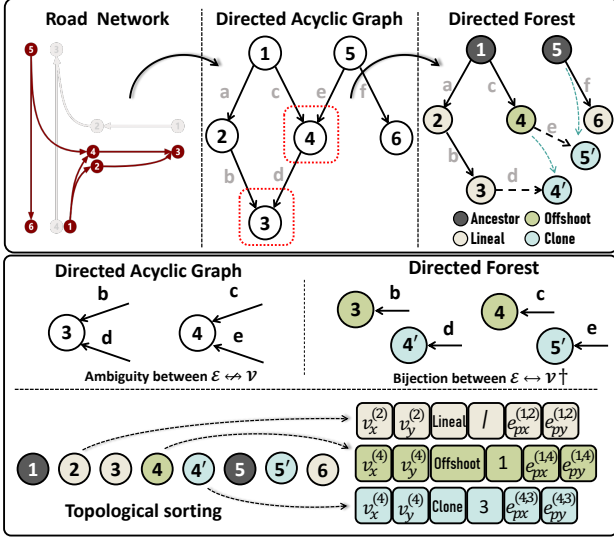 Road Network
Directed Acyclic Graph
Directed Forest
5 3
2 1
4 3
2
6 4 1
1 5
a c e f
2 4 6
b d
3
1 5
a c f
2 4 e 6
b 5′
3 d 4′
Ancestor Offshoot
Lineal Clone
Directed Acyclic Graph
Directed Forest
b
3
d
c
4
e
b
3
4′
d
c
4
5′
e
Ambiguity between ℰ ↮ 𝒱
Bijection between ℰ ↔ 𝒱†
1 2 3 4 4′ 5 5′ 6
Topological sorting
v_x^(2) v_y^(2) Lineal / e_px^(1,2) e_py^(1,2)
v_x^(4) v_y^(4) Offshoot 1 e_px^(1,4) e_py^(1,4)
v_x^(4) v_y^(4) Clone 3 e_px^(4,3) e_py^(4,3)